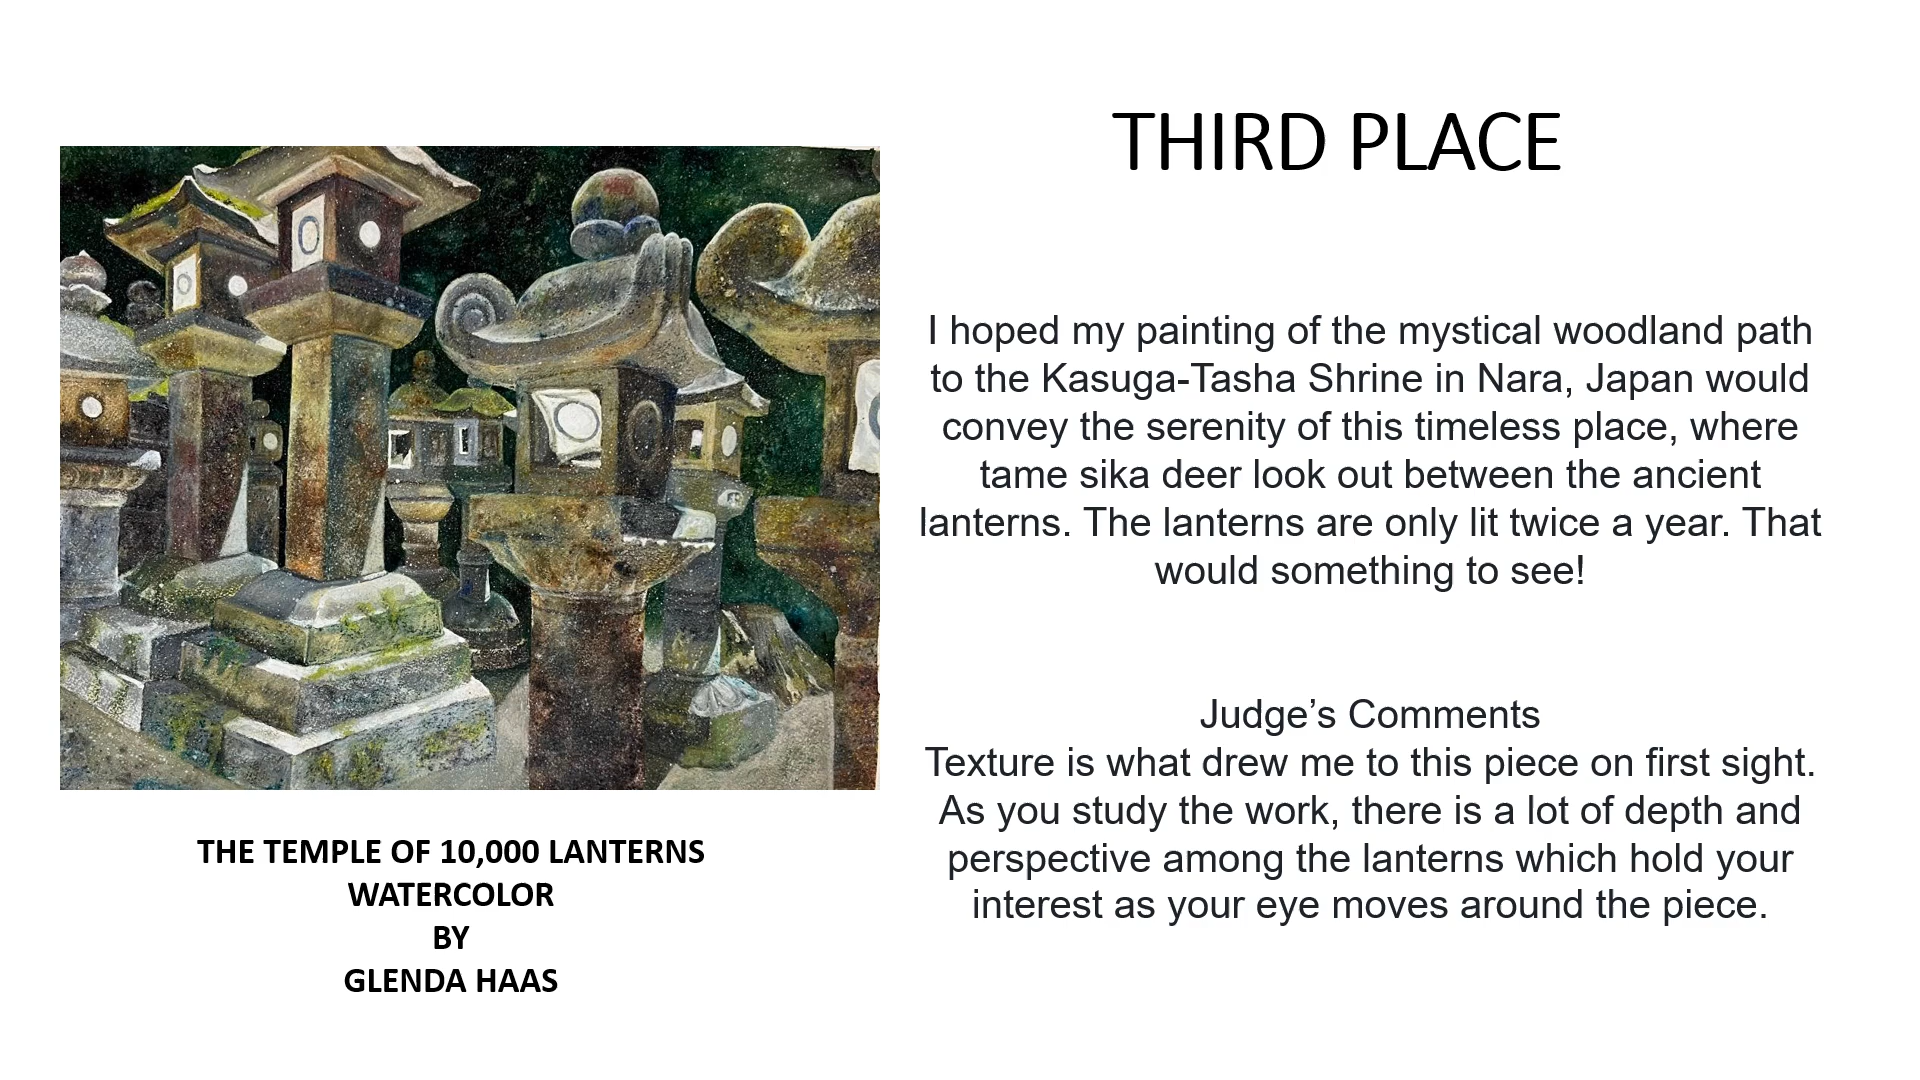 THIRD PLACE
I hoped my painting of the mystical woodland path
to the Kasuga-Tasha Shrine in Nara, Japan would
convey the serenity of this timeless place, where
tame sika deer look out between the ancient
lanterns. The lanterns are only lit twice a year. That
would something to see!
Judge’s Comments
Texture is what drew me to this piece on first sight.
As you study the work, there is a lot of depth and
perspective among the lanterns which hold your
interest as your eye moves around the piece.
THE TEMPLE OF 10,000 LANTERNS
WATERCOLOR
BY
GLENDA HAAS